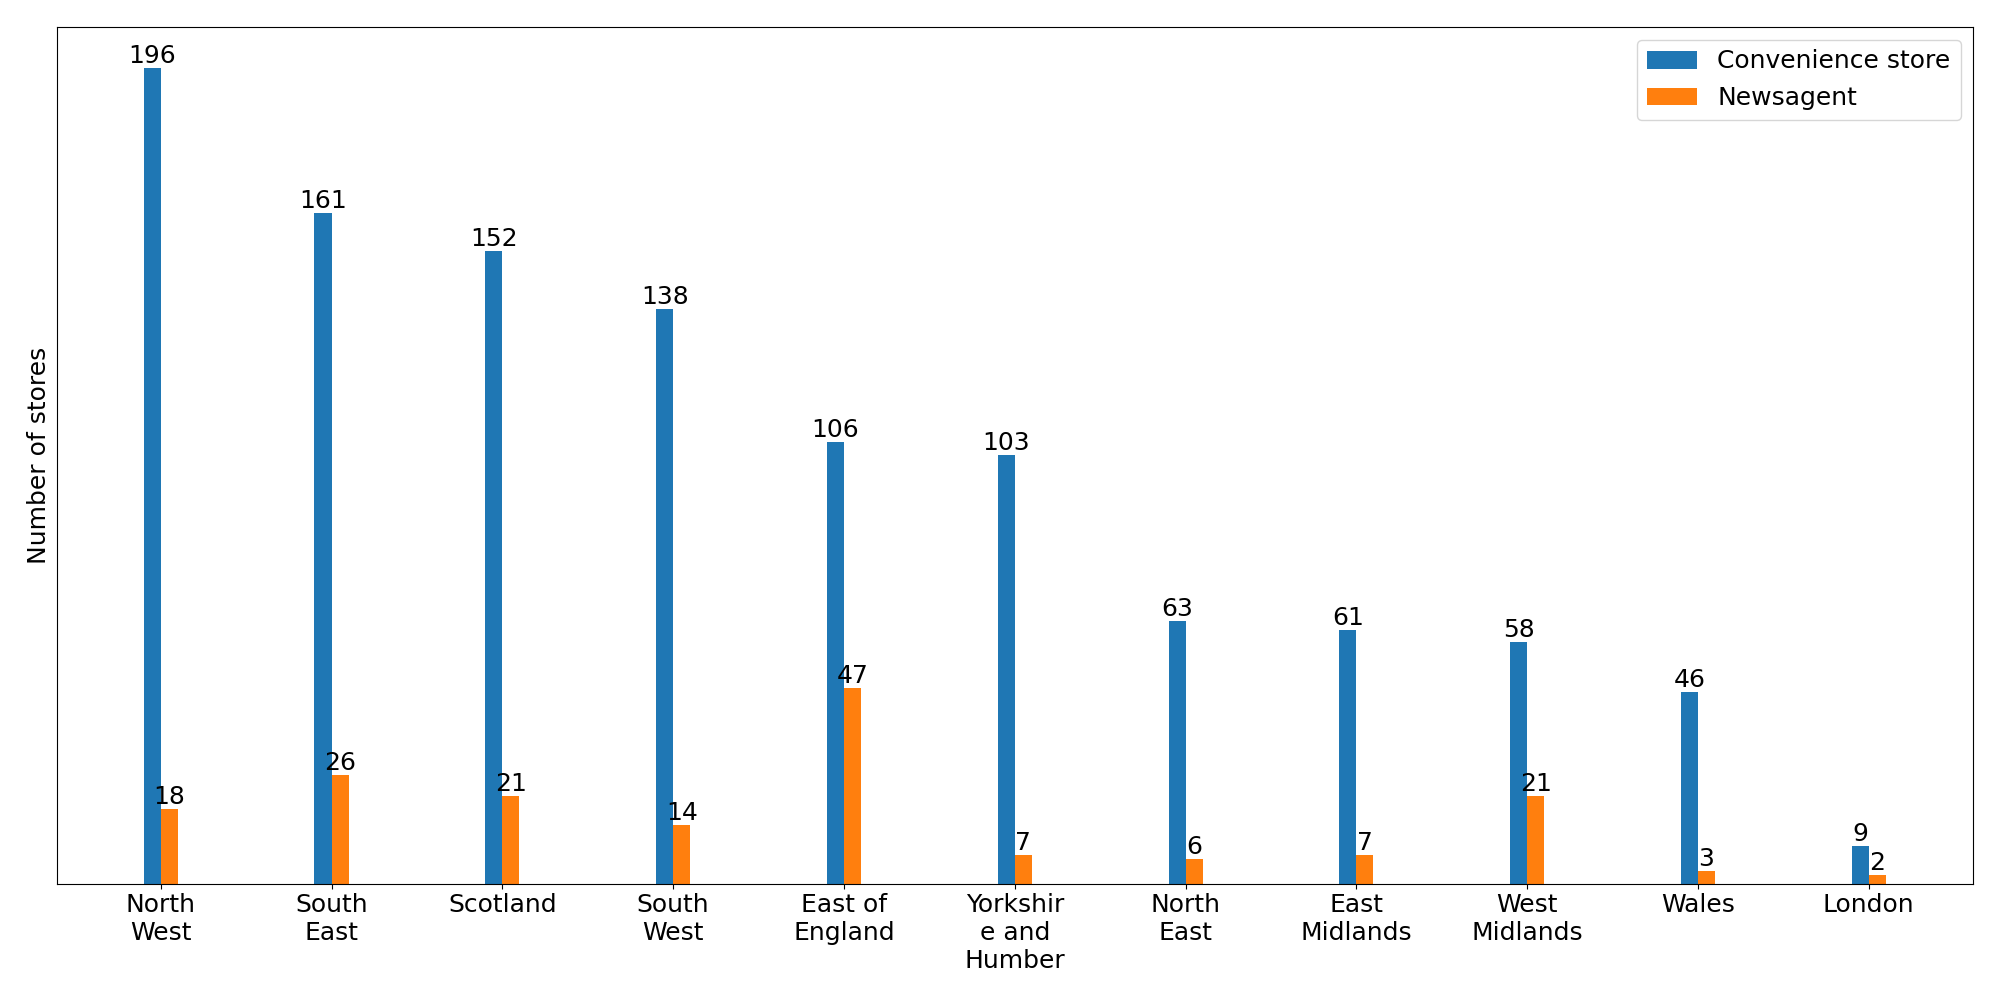 196
161
152
138
106
103
63
61
58
46
9
18
26
21
14
47
7
6
7
21
3
2
Convenience store
Newsagent
Number of stores
North
West
South
East
Scotland
South
West
East of
England
Yorkshir
e and
Humber
North
East
East
Midlands
West
Midlands
Wales
London